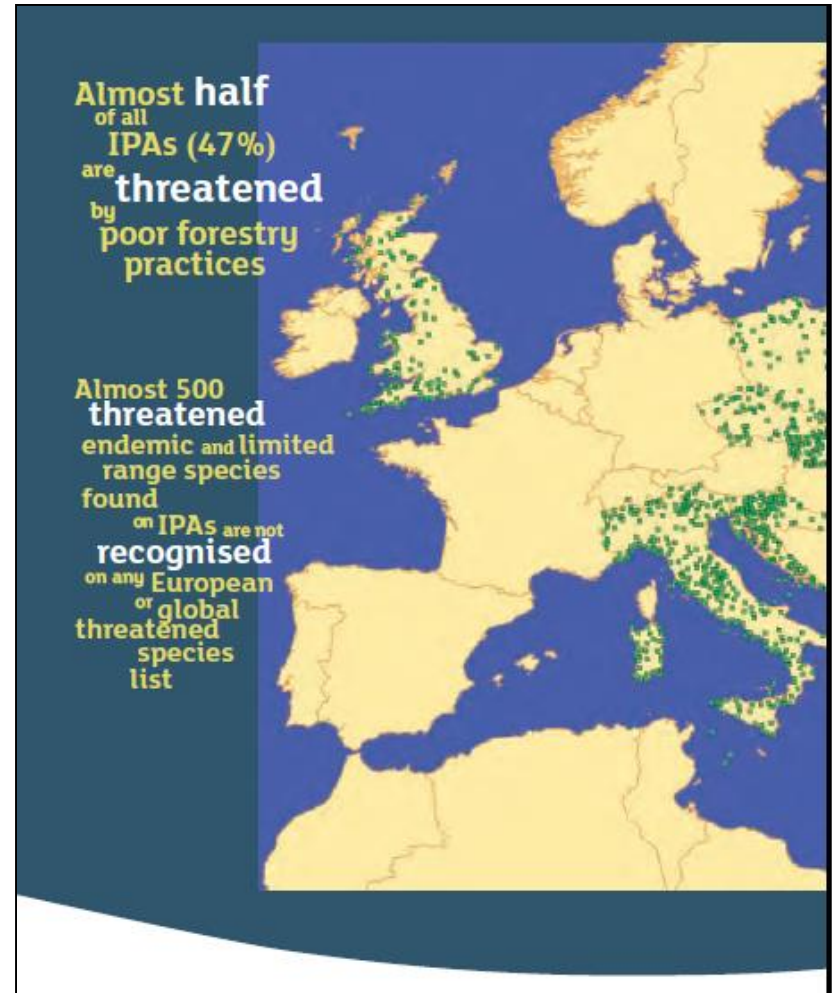 Almost half
of all
IPAs (47%)
are threatened
by
poor forestry
practices
Almost 500
threatened
endemic and limited
range species
found
on IPAs are not
recognised
on any European
or global
threatened
species
list